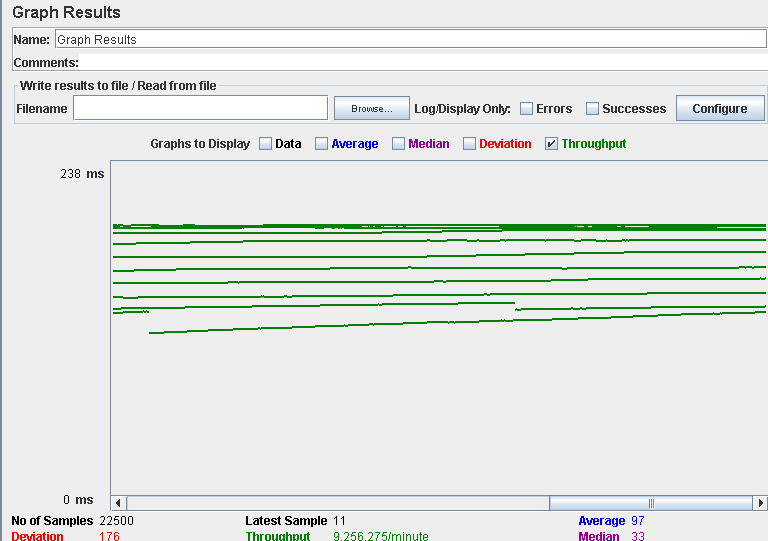 Graph Results
Name: Graph Results
Comments:
Write results to file / Read from file
Filename Browse... Log/Display Only: Errors Successes Configure
Graphs to Display Data Average Median Deviation Throughput
238 ms
0 ms
No of Samples 22500 Latest Sample 11 Average 97
Deviation 176 Throughput 9,256.275/minute Median 33